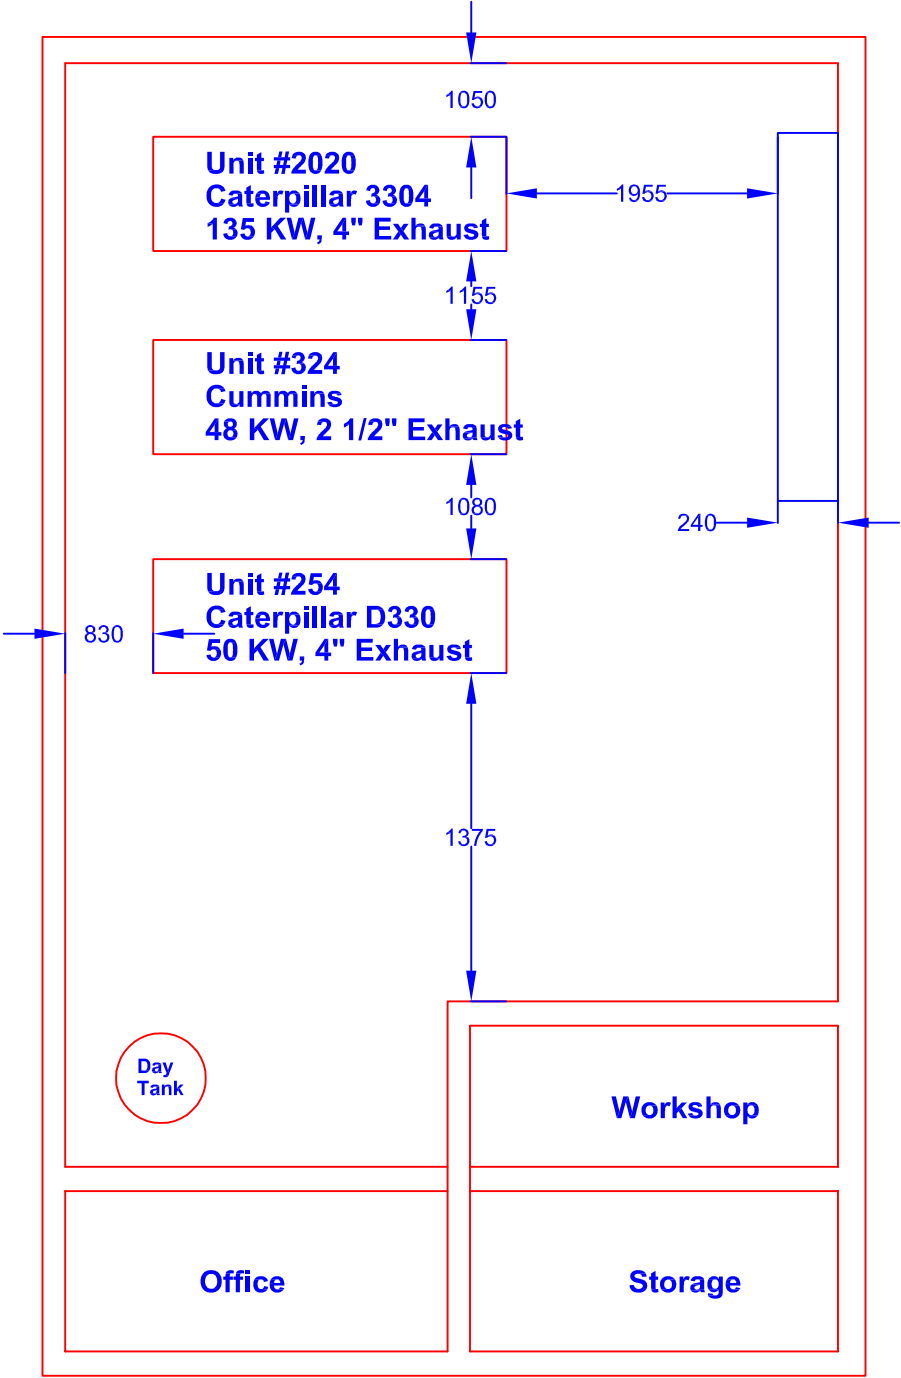 1050
Unit #2020
Caterpillar 3304
135 KW, 4" Exhaust
1955
1155
Unit #324
Cummins
48 KW, 2 1/2" Exhaust
1080
240
Unit #254
Caterpillar D330
50 KW, 4" Exhaust
830
1375
Day
Tank
Workshop
Office
Storage